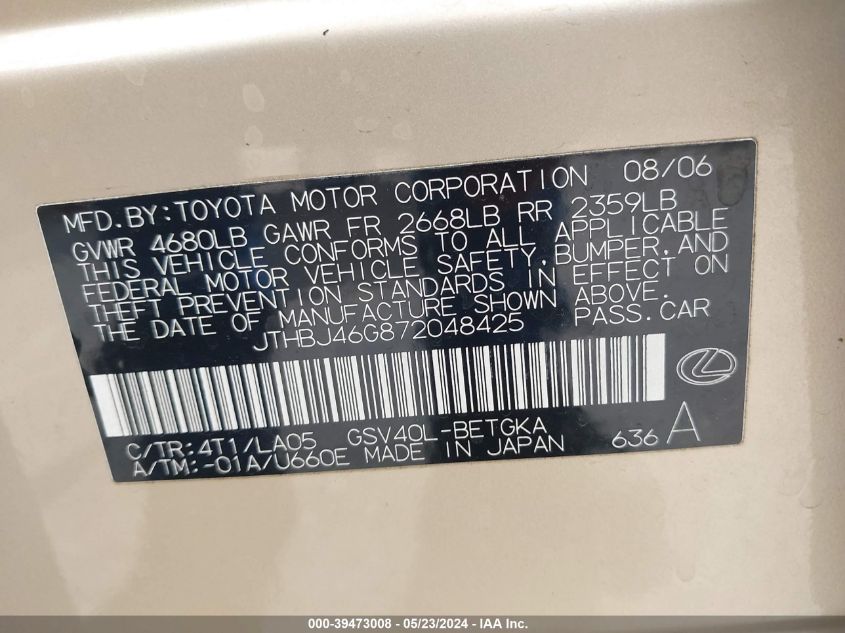 MFD.BY:TOYOTA MOTOR CORPORATION 08/06
GVWR 4680LB GAWR FR 2668LB RR 2359LB
THIS VEHICLE CONFORMS TO ALL APPLICABLE
FEDERAL MOTOR VEHICLE SAFETY,BUMPER,AND
THEFT PREVENTION STANDARDS IN EFFECT ON
THE DATE OF MANUFACTURE SHOWN ABOVE.
JTHBJ46G872048425 PASS.CAR
C/TR:4T1/LA05 GSV40L-BETGKA
A/TM:-01A/U660E MADE IN JAPAN 636 A
000-39473008 - 05/23/2024 - IAA Inc.